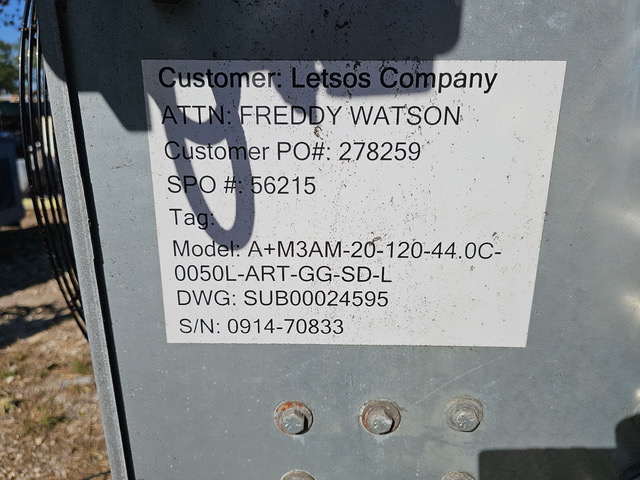 Customer: Letsos Company
ATTN: FREDDY WATSON
Customer PO#: 278259
SPO #: 56215
Tag:
Model: A+M3AM-20-120-44.0C-
0050L-ART-GG-SD-L
DWG: SUB00024595
S/N: 0914-70833